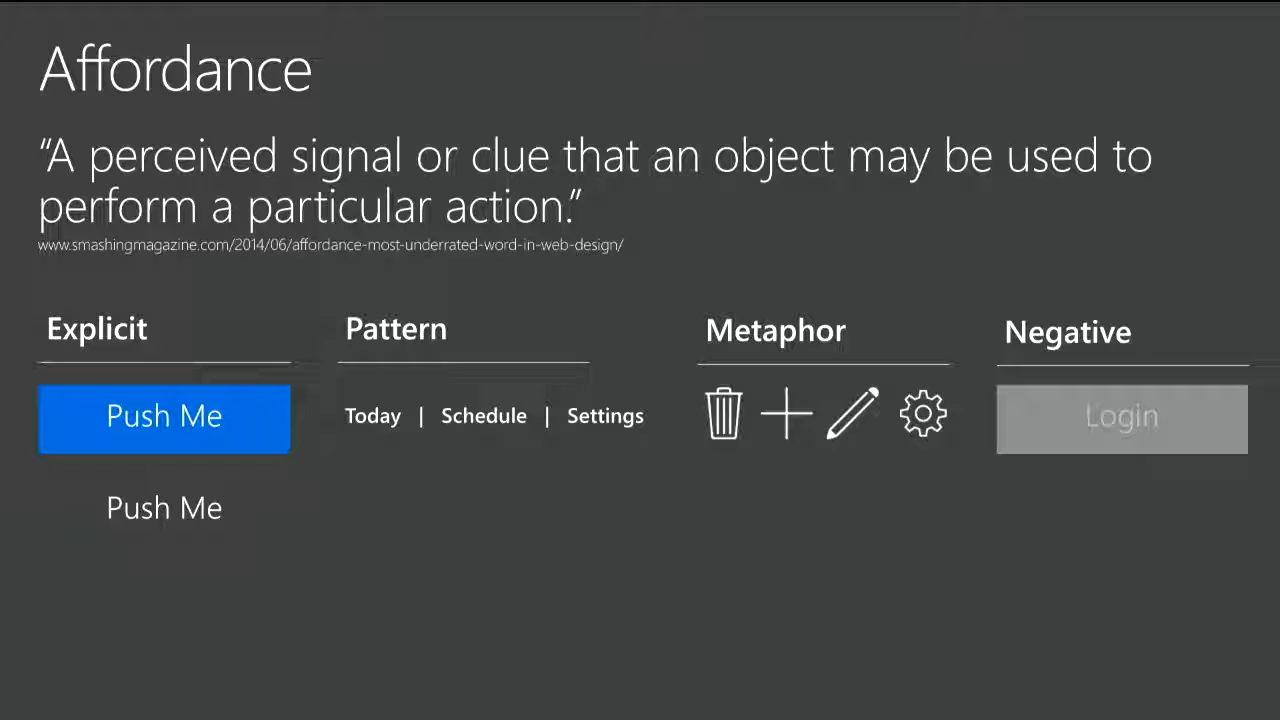 Affordance
“A perceived signal or clue that an object may be used to
perform a particular action.”
www.smashingmagazine.com/2014/06/affordance-most-underrated-word-in-web-design/
Explicit
Pattern
Metaphor
Negative
Push Me
Today | Schedule | Settings
Login
Push Me